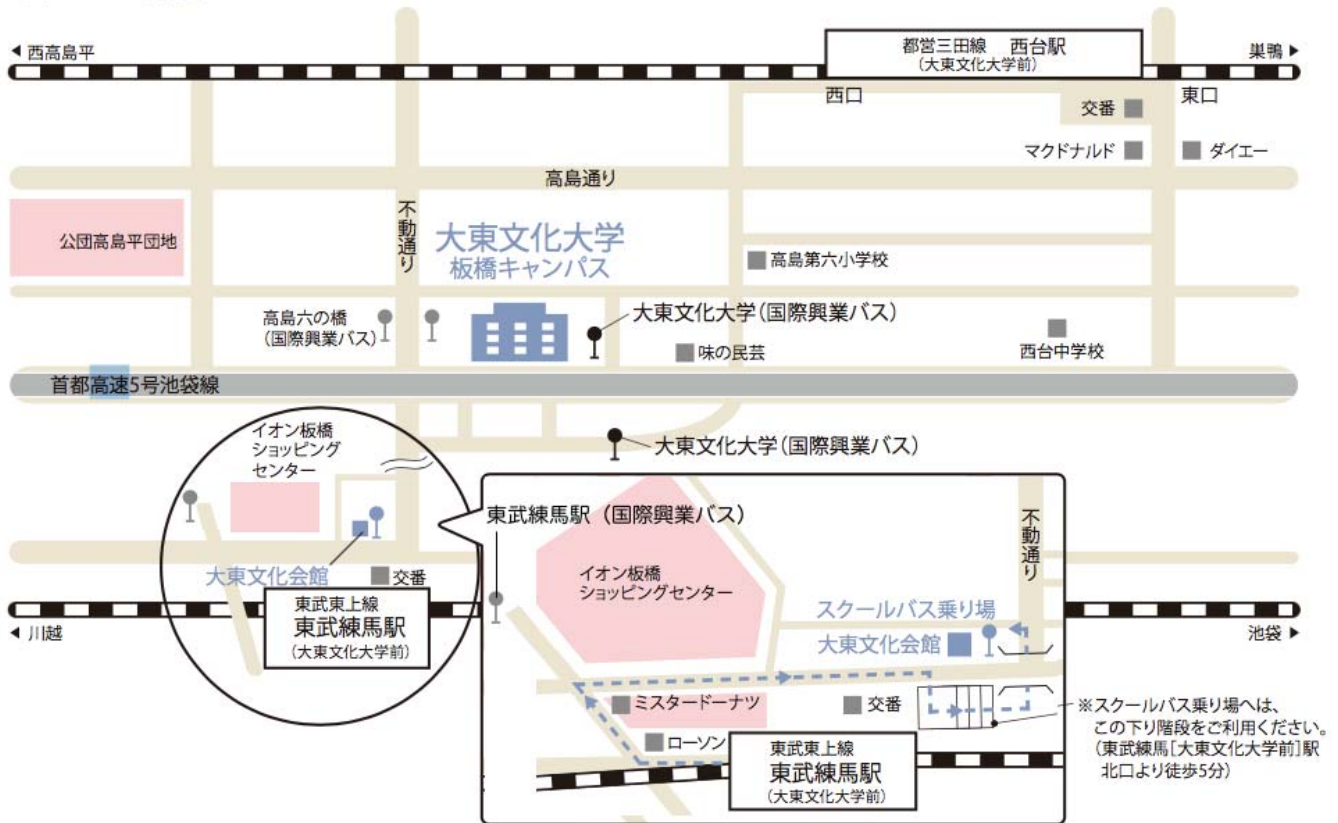 ◀ 西高島平
都営三田線 西台駅
(大東文化大学前)
巣鴨 ▶
西口
東口
交番
マクドナルド
ダイエー
高島通り
公団高島平団地
不動通り
大東文化大学
板橋キャンパス
高島第六小学校
高島六の橋
(国際興業バス)
大東文化大学(国際興業バス)
味の民芸
西台中学校
首都高速5号池袋線
イオン板橋
ショッピング
センター
大東文化大学(国際興業バス)
東武練馬駅(国際興業バス)
不動通り
イオン板橋
ショッピングセンター
大東文化会館
交番
スクールバス乗り場
大東文化会館
東武東上線
東武練馬駅
(大東文化大学前)
◀ 川越
池袋 ▶
ミスタードーナツ
交番
ローソン
東武東上線
東武練馬駅
(大東文化大学前)
※スクールバス乗り場へは、
この下り階段をご利用ください。
(東武練馬[大東文化大学前]駅
北口より徒歩5分)